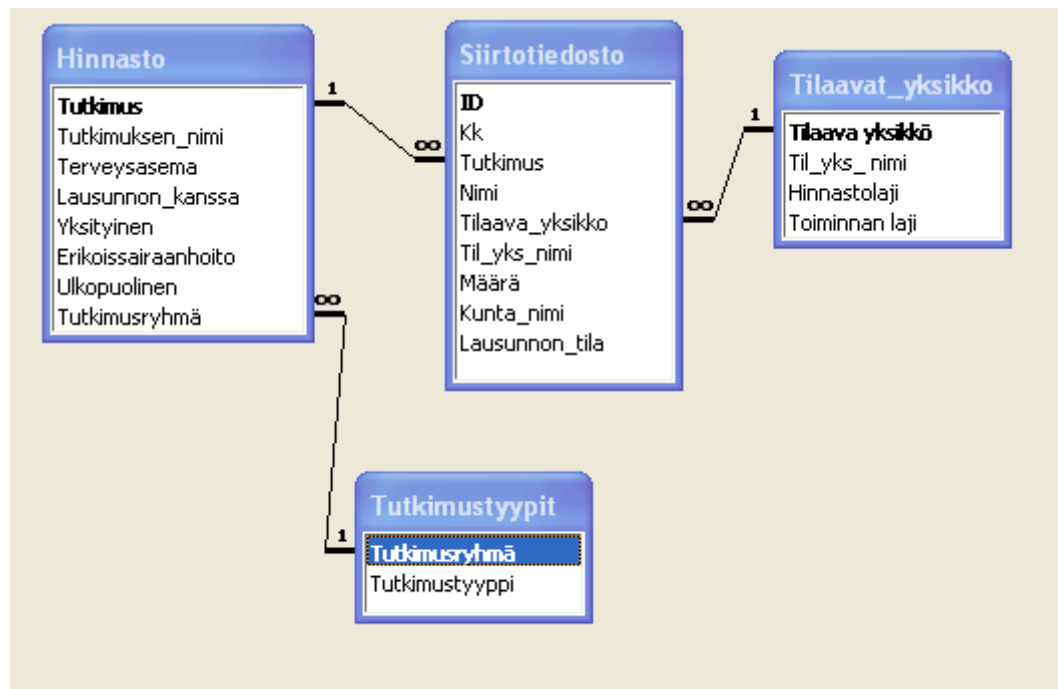 Hinnasto
Tutkimus
Tutkimuksen_nimi
Terveysasema
Lausunnon_kanssa
Yksityinen
Erikoissairaanhoito
Ulkopuolinen
Tutkimusryhmä
1
∞
Siirtotiedosto
ID
Kk
Tutkimus
Nimi
Tilaava_yksikko
Til_yks_nimi
Määrä
Kunta_nimi
Lausunnon_tila
1
∞
Tilaavat_yksikko
Tilaava yksikkö
Til_yks_ nimi
Hinnastolaji
Toiminnan laji
∞
1
Tutkimustyypit
Tutkimusryhmä
Tutkimustyyppi